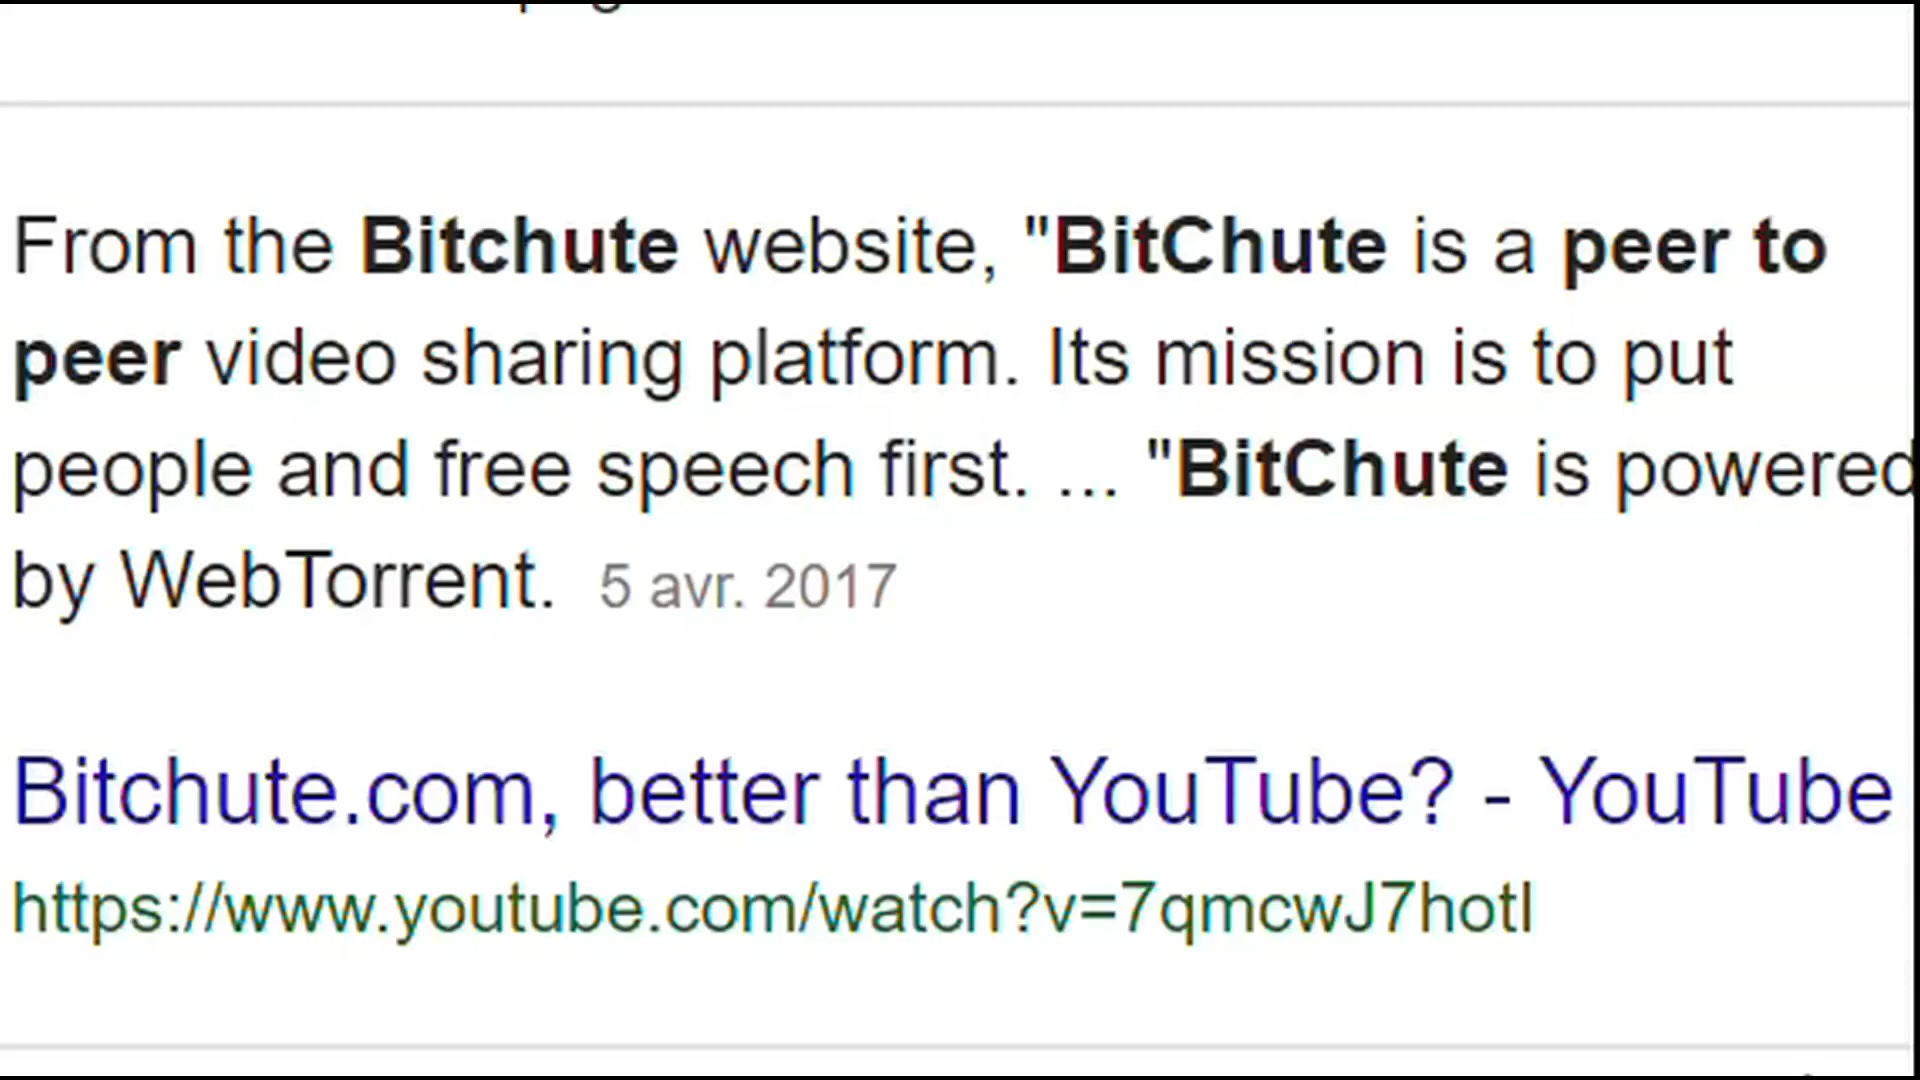 From the Bitchute website, "BitChute is a peer to
peer video sharing platform. Its mission is to put
people and free speech first. ... "BitChute is powered
by WebTorrent. 5 avr. 2017
Bitchute.com, better than YouTube? - YouTube
https://www.youtube.com/watch?v=7qmcwJ7hotI